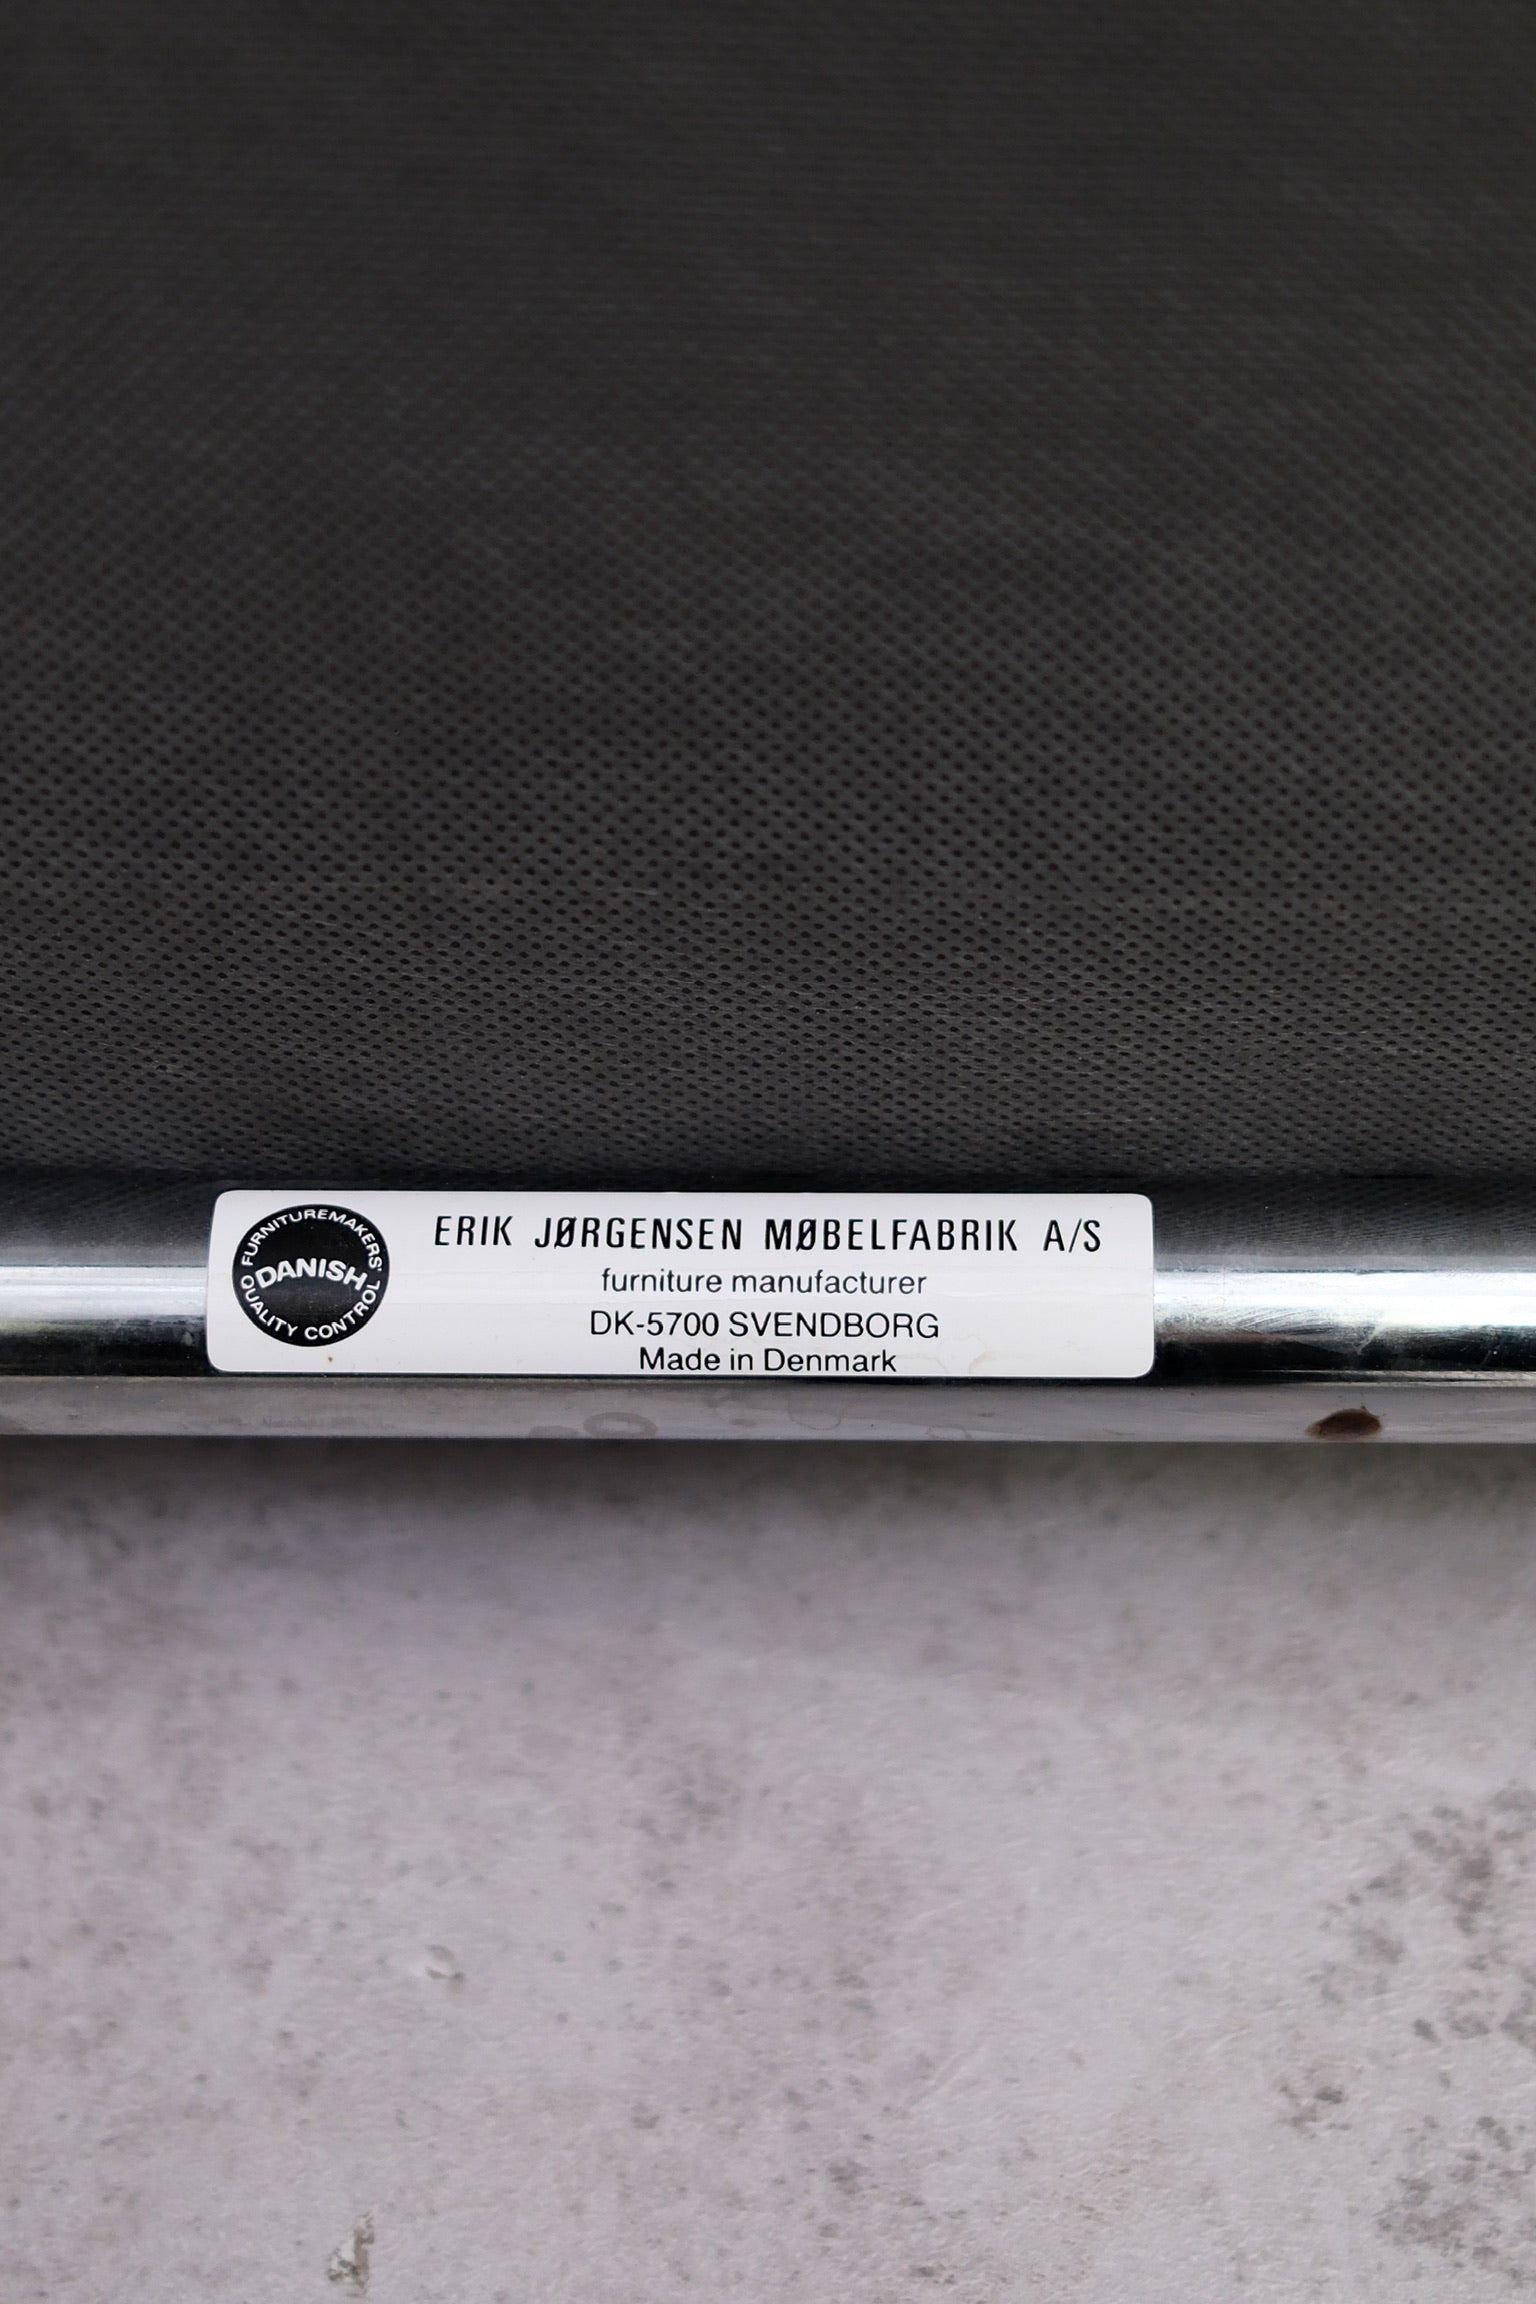 FURNITUREMAKERS'
DANISH
QUALITY CONTROL
ERIK JØRGENSEN MØBELFABRIK A/S
furniture manufacturer
DK-5700 SVENDBORG
Made in Denmark